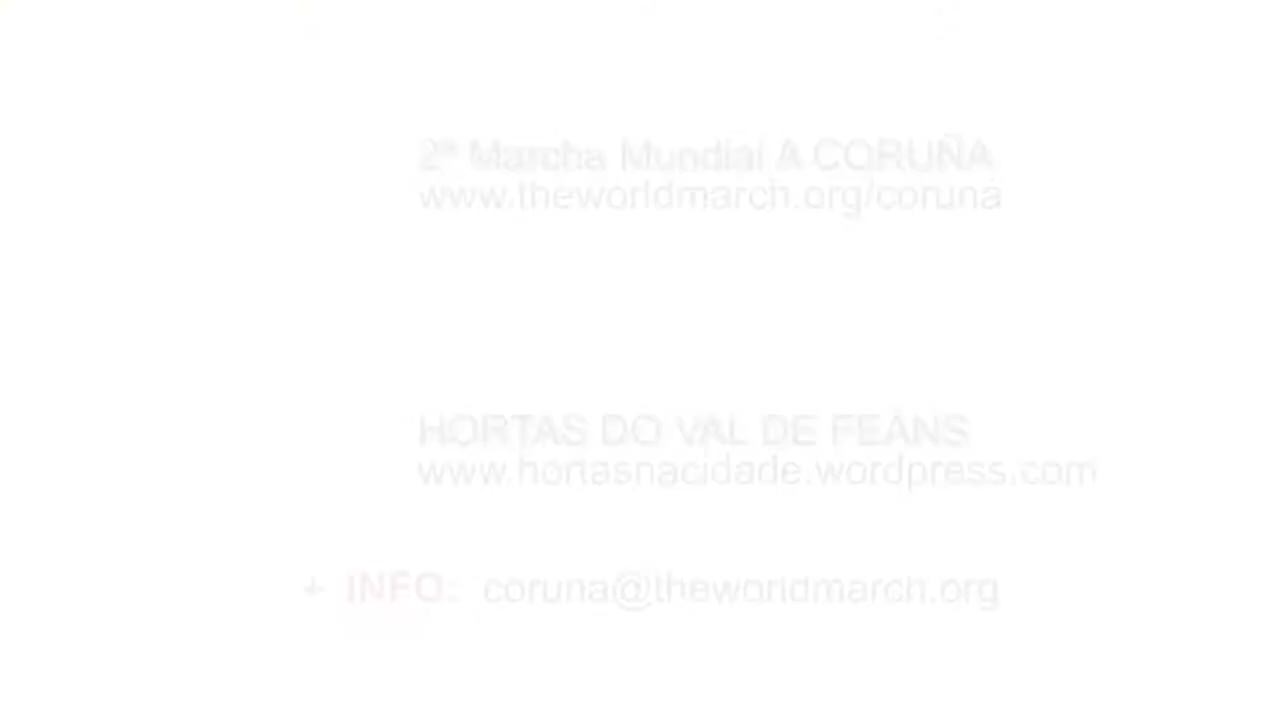 2ª Marcha Mundial A CORUÑA
www.theworldmarch.org/coruna
HORTAS DO VAL DE FEÁNS
www.hortasnacidade.wordpress.com
+ INFO: coruna@theworldmarch.org